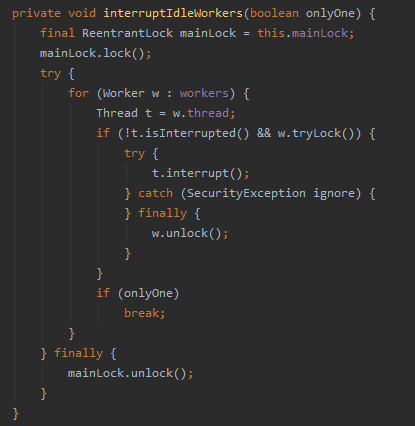 private void interruptIdleWorkers(boolean onlyOne) {
    final ReentrantLock mainLock = this.mainLock;
    mainLock.lock();
    try {
        for (Worker w : workers) {
            Thread t = w.thread;
            if (!t.isInterrupted() && w.tryLock()) {
                try {
                    t.interrupt();
                } catch (SecurityException ignore) {
                } finally {
                    w.unlock();
                }
            }
            if (onlyOne)
                break;
        }
    } finally {
        mainLock.unlock();
    }
}